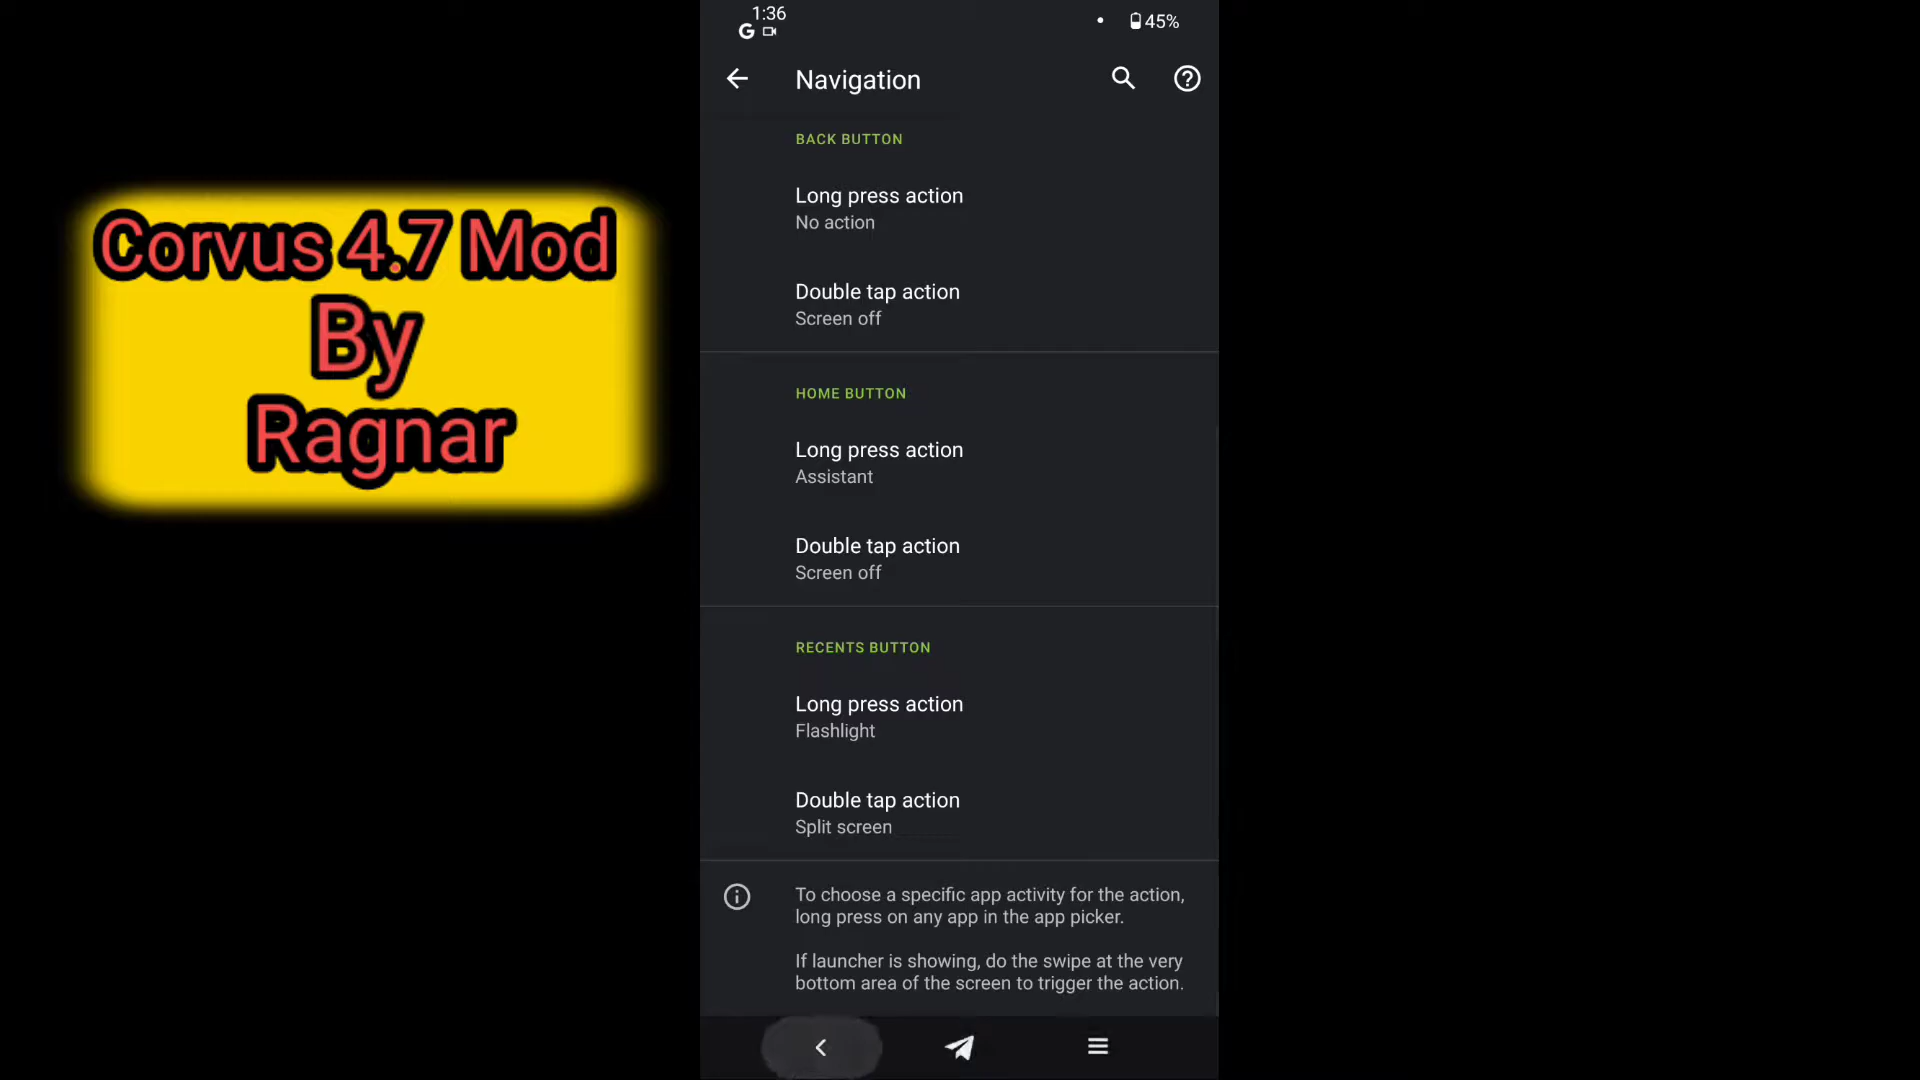 1:36
G
45%
Navigation
BACK BUTTON
Long press action
No action
Double tap action
Screen off
HOME BUTTON
Long press action
Assistant
Double tap action
Screen off
RECENTS BUTTON
Long press action
Flashlight
Double tap action
Split screen
To choose a specific app activity for the action,
long press on any app in the app picker.
If launcher is showing, do the swipe at the very
bottom area of the screen to trigger the action.
Corvus 4.7 Mod
By
Ragnar